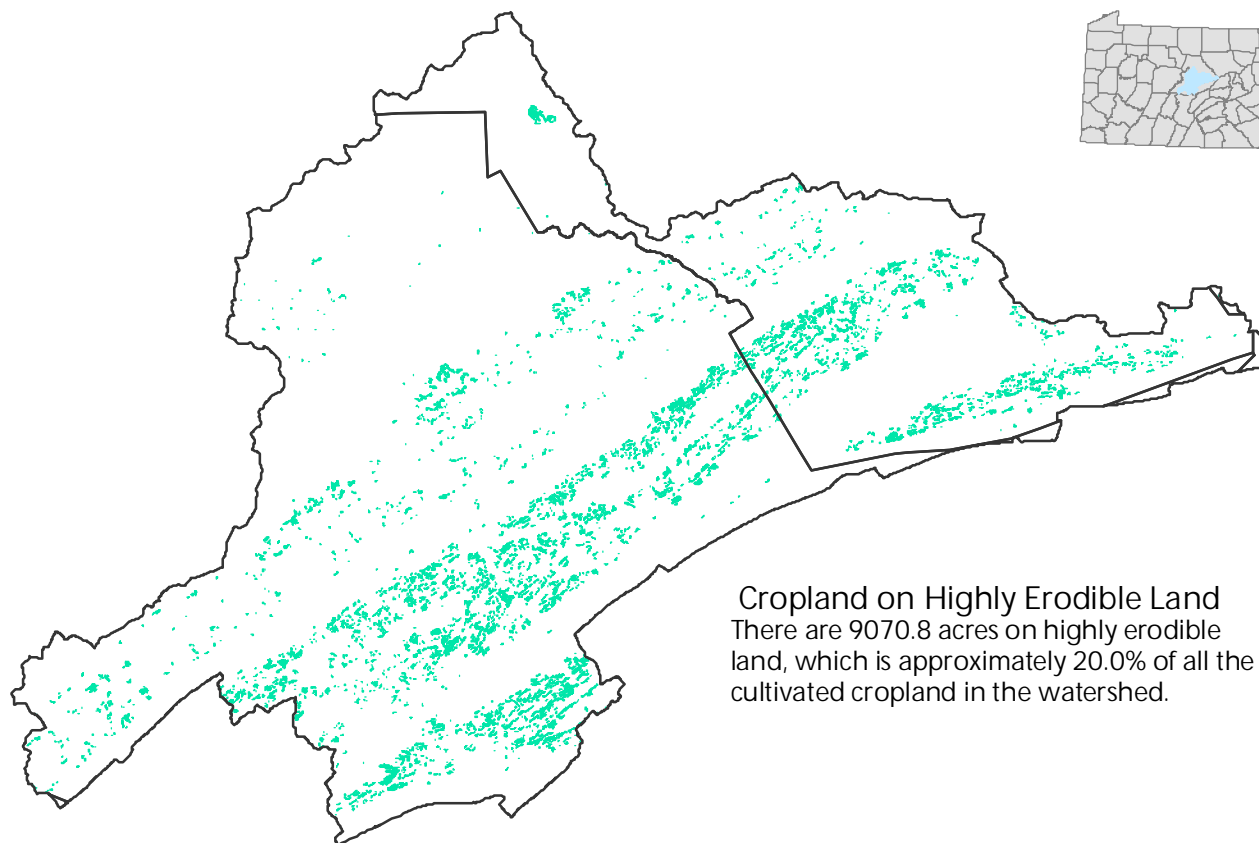 Cropland on Highly Erodible Land
There are 9070.8 acres on highly erodible
land, which is approximately 20.0% of all the
cultivated cropland in the watershed.